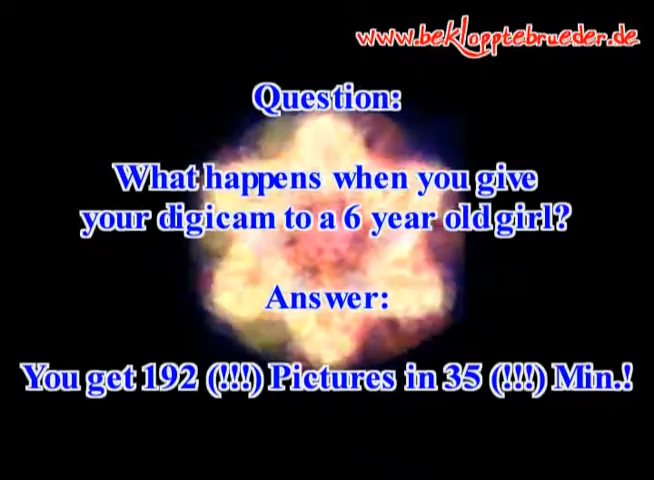 www.beklopptebrueder.de
Question:
What happens when you give
your digicam to a 6 year old girl?
Answer:
You get 192 (!!!) Pictures in 35 (!!!) Min.!